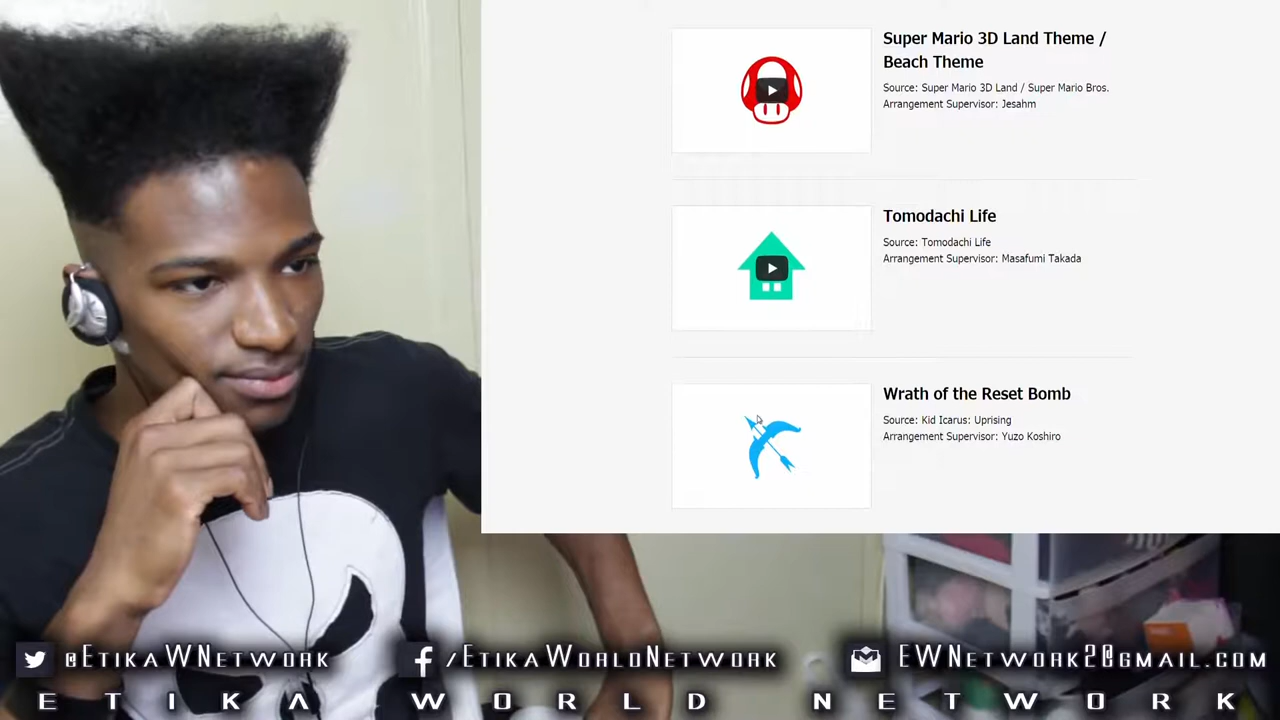 Super Mario 3D Land Theme /
Beach Theme
Source: Super Mario 3D Land / Super Mario Bros.
Arrangement Supervisor: Jesahm
Tomodachi Life
Source: Tomodachi Life
Arrangement Supervisor: Masafumi Takada
Wrath of the Reset Bomb
Source: Kid Icarus: Uprising
Arrangement Supervisor: Yuzo Koshiro
@EtikaWNetwork
/EtikaWorldNetwork
EWNetwork2@gmail.com
ETIKA WORLD NETWORK